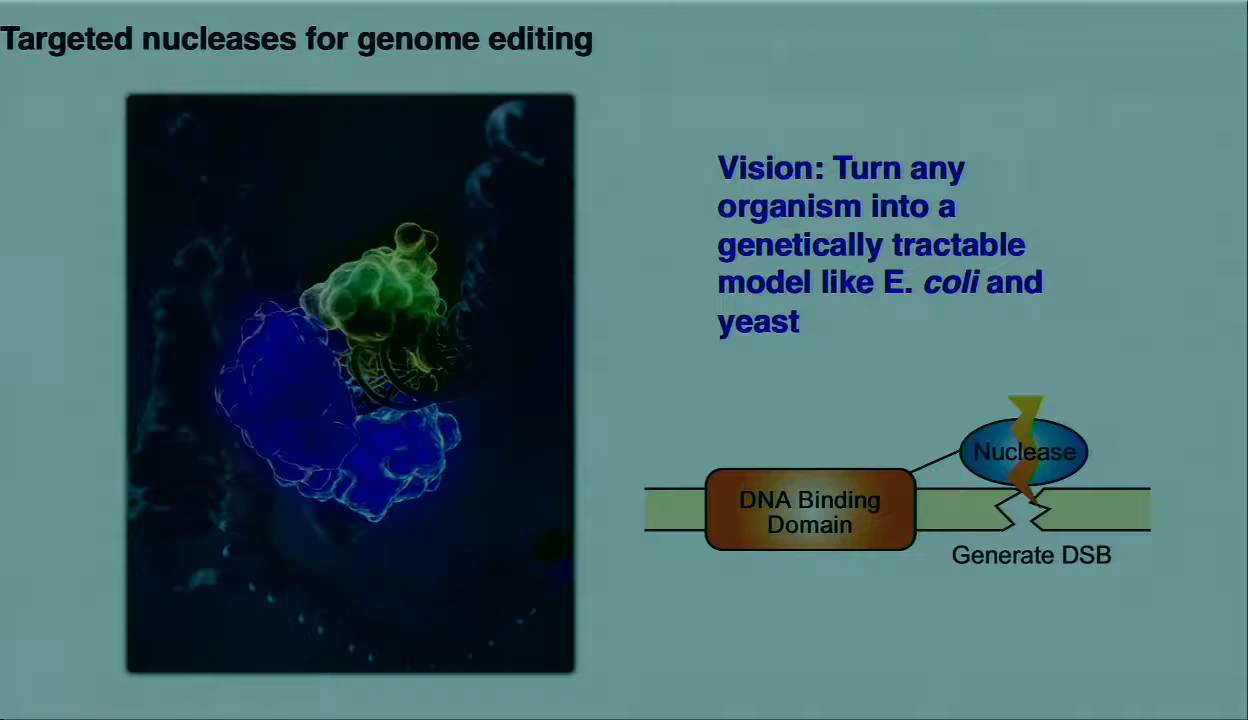 Targeted nucleases for genome editing
Vision: Turn any
organism into a
genetically tractable
model like E. coli and
yeast
Nuclease
DNA Binding
Domain
Generate DSB